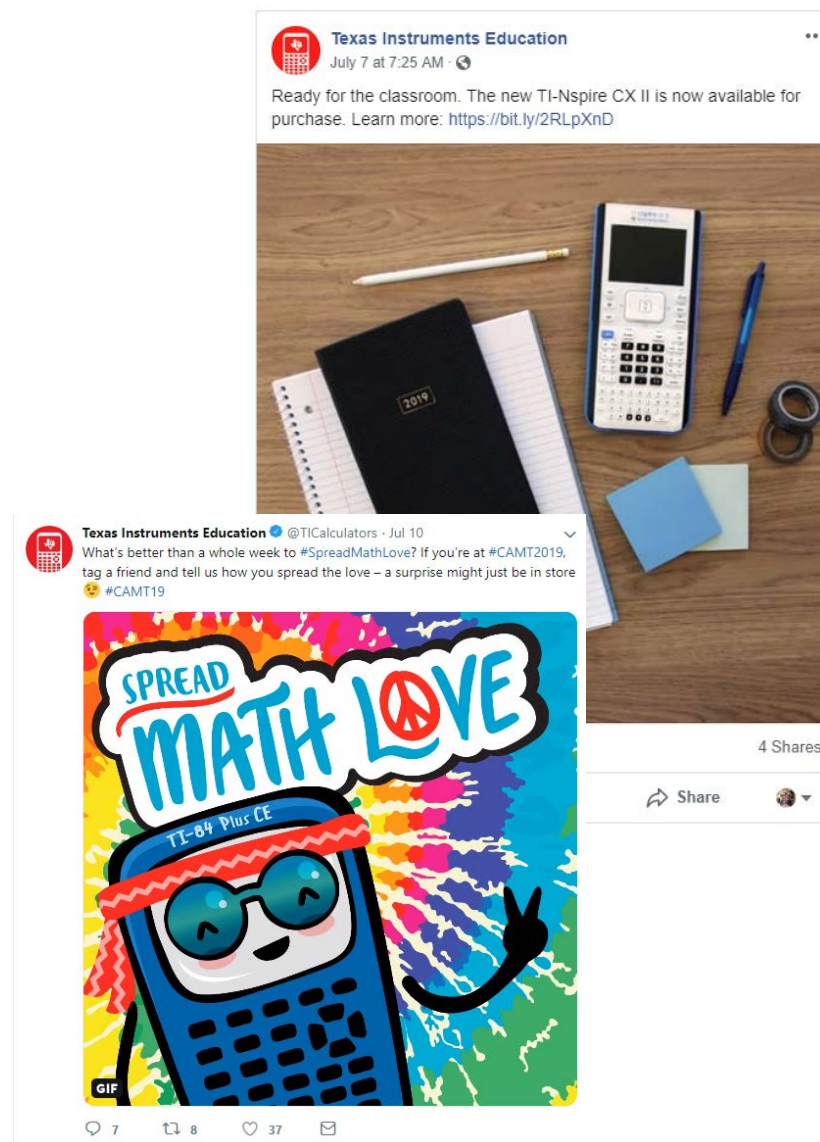 Texas Instruments Education
July 7 at 7:25 AM ·
Ready for the classroom. The new TI-Nspire CX II is now available for
purchase. Learn more: https://bit.ly/2RLpXnD
2019
4 Shares
Share
Texas Instruments Education @TICalculators · Jul 10
What's better than a whole week to #SpreadMathLove? If you're at #CAMT2019,
tag a friend and tell us how you spread the love – a surprise might just be in store
😉 #CAMT19
SPREAD
MATH LOVE
TI-84 Plus CE
GIF
7 8 37